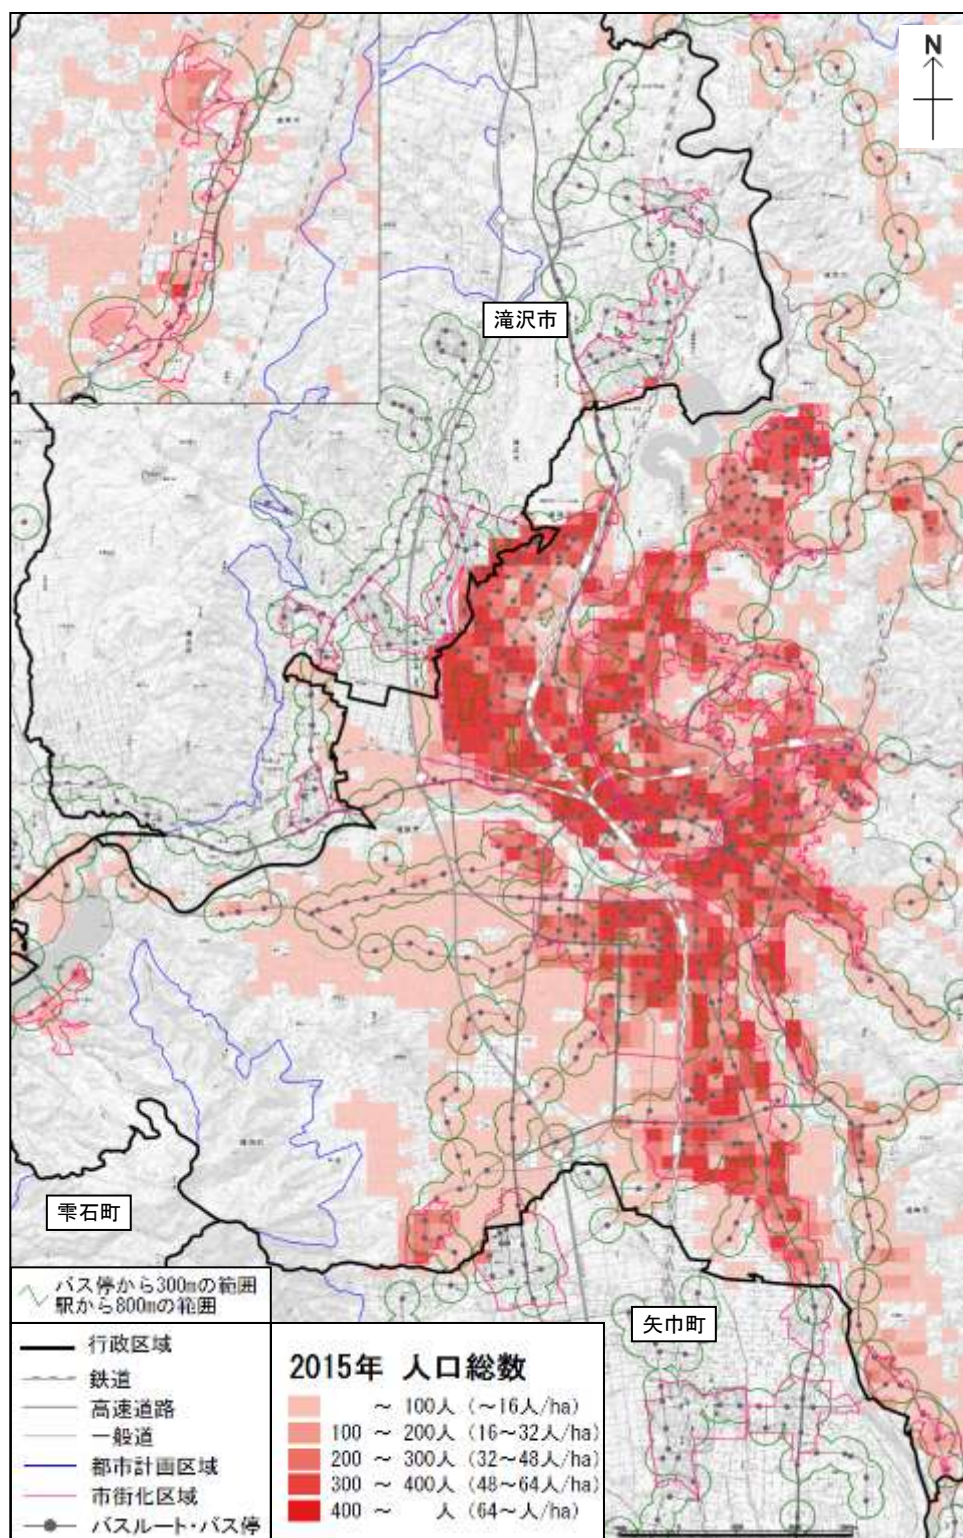 N
滝沢市
雫石町
矢巾町
バス停から300mの範囲
駅から800mの範囲
行政区域
鉄道
高速道路
一般道
都市計画区域
市街化区域
バスルート・バス停
2015年 人口総数
～ 100人 (～16人/ha)
100 ～ 200人 (16～32人/ha)
200 ～ 300人 (32～48人/ha)
300 ～ 400人 (48～64人/ha)
400 ～ 人 (64～人/ha)